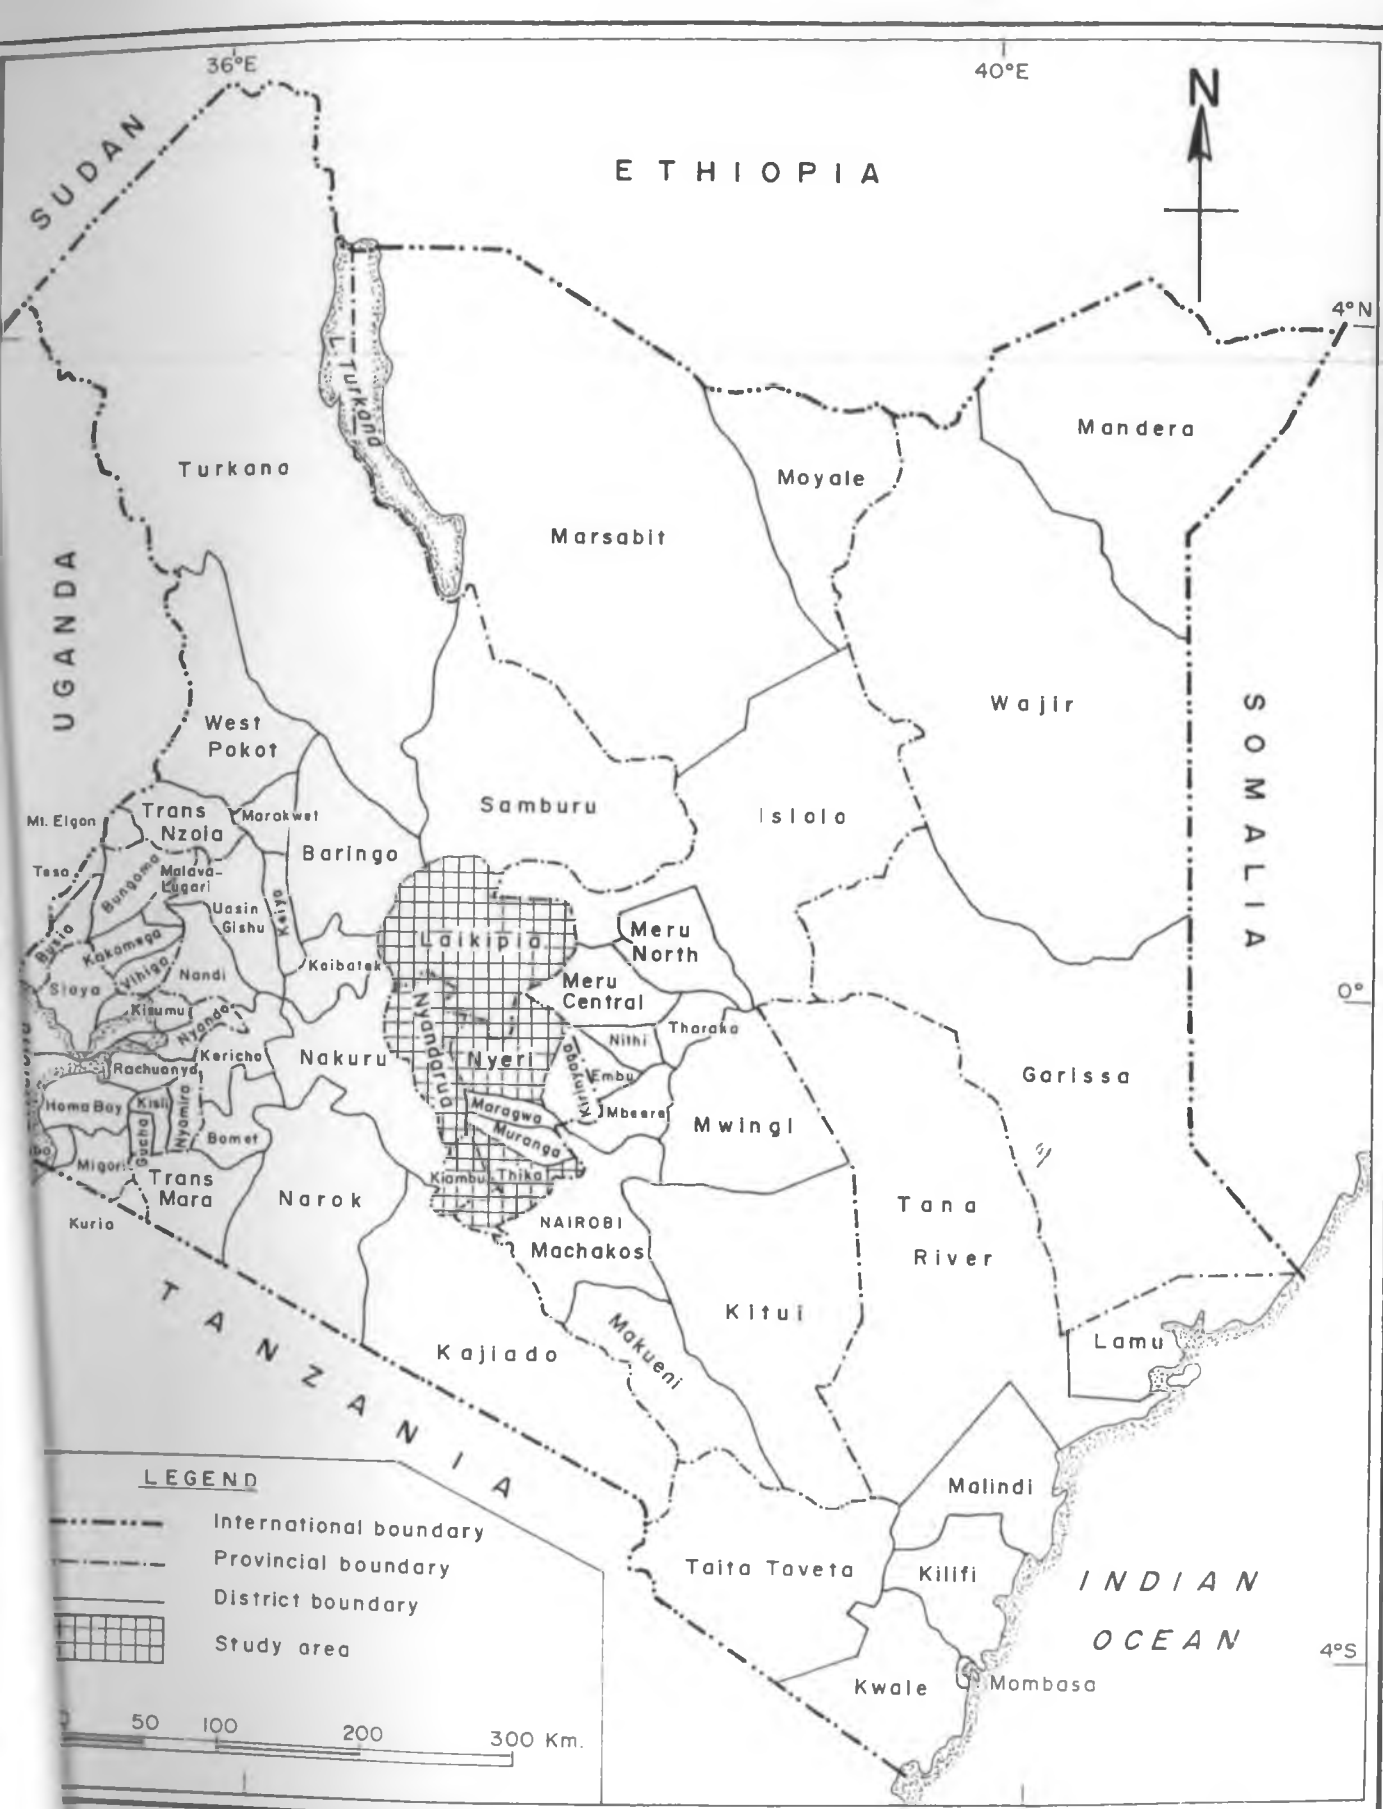 36°E
40°E
N
SUDAN
ETHIOPIA
4°N
L. Turkana
Mandera
Turkana
Moyale
Marsabit
UGANDA
SOMALIA
Wajir
West
Pokot
Samburu
Isiolo
Mt. Elgon
Trans
Nzoia
Marakwet
Baringo
Teso
Bungoma
Malava-
Lugari
Keiyo
Uasin
Gishu
Busia
Kakamega
Laikipia
Meru
North
Vihiga
Nandi
Kaibatek
Siaya
Meru
Central
0°
Kisumu
Nyando
Nyandarua
Tharaka
Nithi
Kericho
Nakuru
Nyeri
Rachuonyo
Embu
Kirinyaga
Garissa
Homa Bay
Kisii
Nyamira
Maragwa
Mbeere
Mwingi
Gucha
Bomet
Muranga
Migori
Trans
Mara
Kiambu
Thika
Narok
Tana
River
Kuria
NAIROBI
Machakos
TANZANIA
Kitui
Makueni
Kajiado
Lamu
LEGEND
International boundary
Provincial boundary
District boundary
Study area
Malindi
Taita Taveta
Kilifi
INDIAN
OCEAN
4°S
Kwale
Mombasa
0 50 100 200 300 Km.